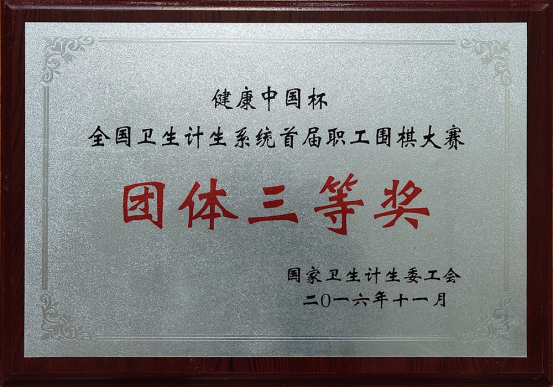 健康中国杯
全国卫生计生系统首届职工围棋大赛
团体三等奖
国家卫生计生委工会
二〇一六年十一月